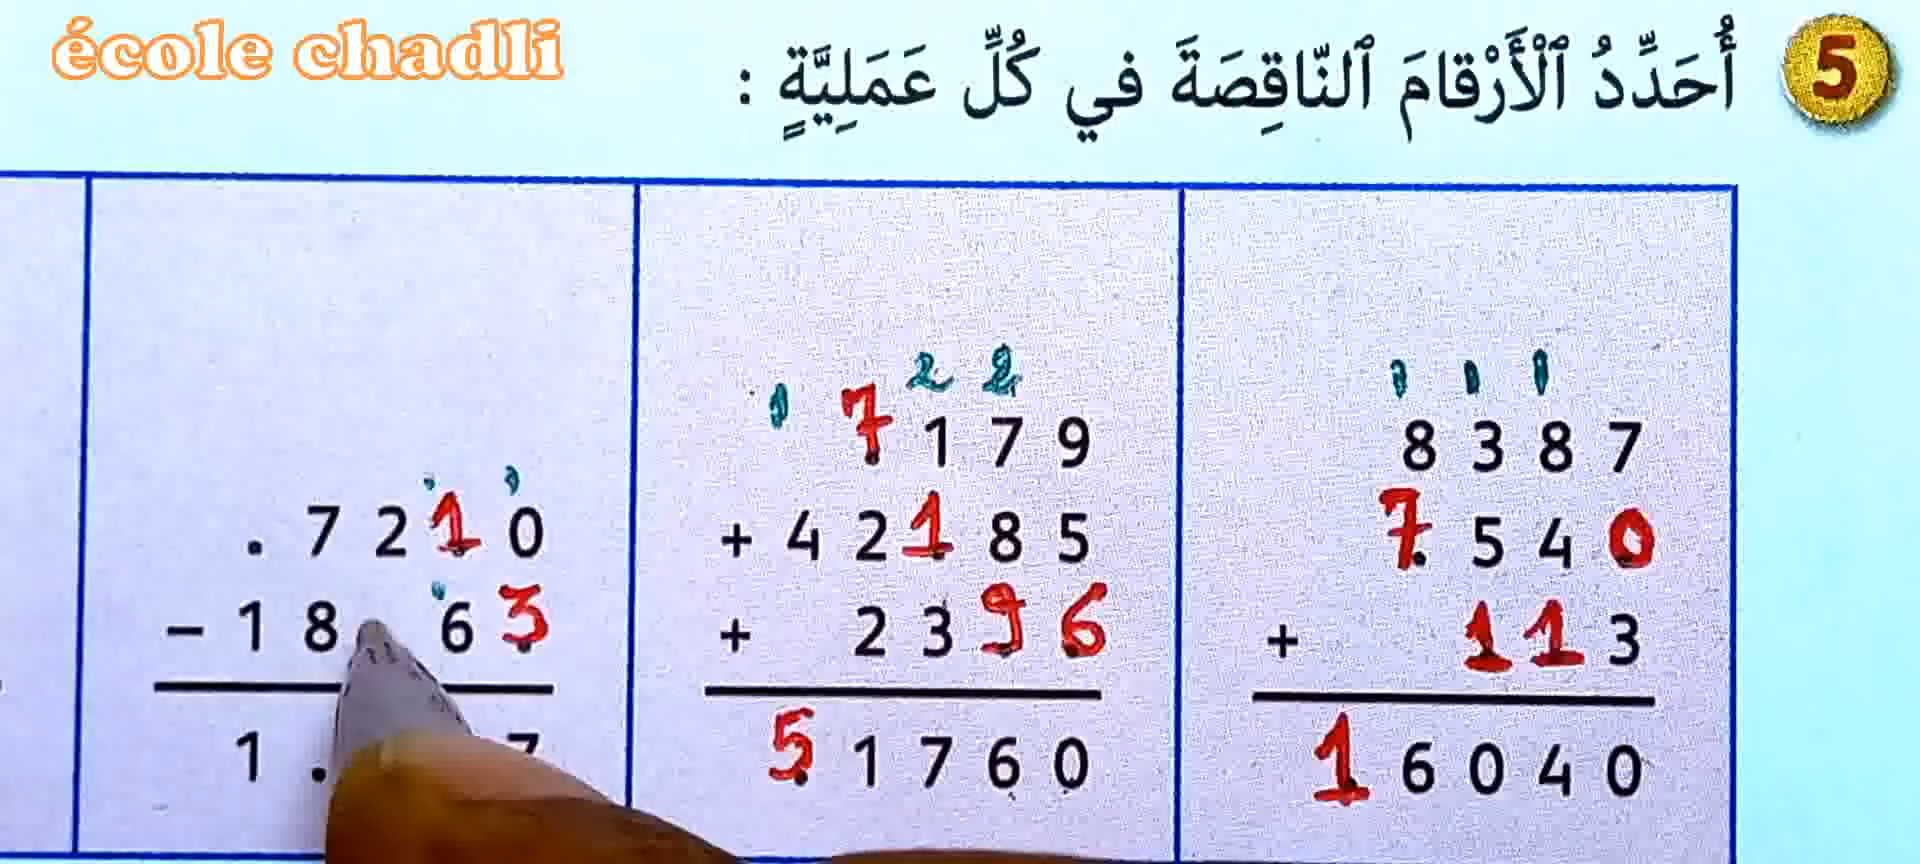 école chadli
5 أُحَدِّدُ ٱلْأَرْقامَ ٱلنّاقِصَةَ في كُلِّ عَمَلِيَّةٍ :
1 1 1
8 3 8 7
7 5 4 0
+ 1 1 3
1 6 0 4 0
1 2 2
7 1 7 9
+ 4 2 1 8 5
+ 2 3 9 6
5 1 7 6 0
. 7 2 1 0
- 1 8 6 3
1 . 7